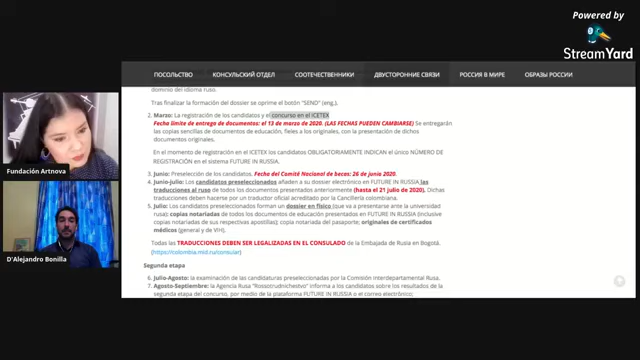 Powered by
StreamYard
ПОСОЛЬСТВО
КОНСУЛЬСКИЙ ОТДЕЛ
СООТЕЧЕСТВЕННИКИ
ДВУСТОРОННИЕ СВЯЗИ
РОССИЯ В МИРЕ
ОБРАЗЫ РОССИИ
dominio del idioma ruso.
Tras finalizar la formación del dossier se oprime el botón "SEND" (eng.,)
2. Marzo: La registración de los candidatos y el concurso en el ICETEX
Fecha límite de entrega de documentos: el 13 de marzo de 2020. (LAS FECHAS PUEDEN CAMBIARSE) Se entregarán
las copias sencillas de documentos de educación, fieles a los originales, con la presentación de dichos documentos
originales.
En el momento de registración en el ICETEX los candidatos OBLIGATORIAMENTE INDICAN el único NÚMERO de
REGISTRACIÓN en el sistema FUTURE IN RUSSIA.
3. Junio: Preselección de los candidatos. Fecha del Comité Nacional de becas: 26 de junio 2020.
4. Junio-julio: Los candidatos preseleccionados añaden a su dossier electrónico en FUTURE IN RUSSIA las
traducciones al ruso de todos los documentos presentados anteriormente (hasta el 21 julio de 2020). Dichas
traducciones deben hacerse por un traductor oficial acreditado por la Cancillería colombiana.
5. Julio: Los candidatos preseleccionados forman un dossier en físico (que va a presentarse ante la universidad
rusa): copias notariadas de todos los documentos de educación presentados en FUTURE IN RUSSIA (inclusive
copias notariadas de sus respectivas apostillas); copia notariada del pasaporte; originales de certificados
médicos (general y de VIH).
Todas las TRADUCCIONES DEBEN SER LEGALIZADAS EN EL CONSULADO de la Embajada de Rusia en Bogotá.
(https://colombia.mid.ru/consular)
Segunda etapa
6. Julio-Agosto: la examinación de las candidaturas preseleccionadas por la Comisión interdepartamental Rusa.
7. Agosto-Septiembre: la Agencia Rusa "Rossotrudnichestvo" informa a los candidatos sobre los resultados de la
segunda etapa del concurso, por medio de la plataforma FUTURE IN RUSSIA o el correo electrónico;
Fundación Artnova
D'Alejandro Bonilla